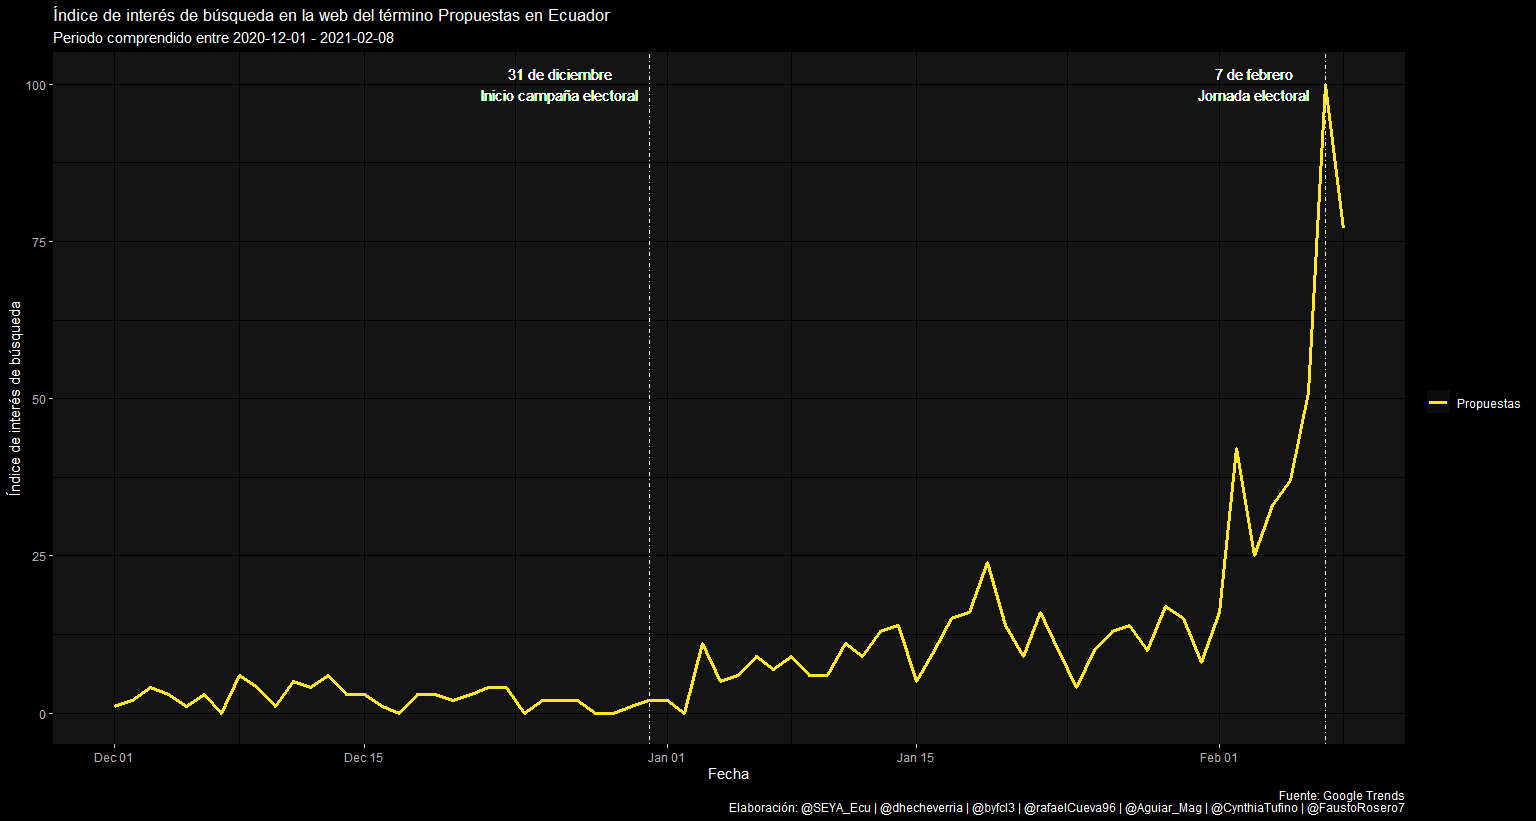 Índice de interés de búsqueda en la web del término Propuestas en Ecuador
Periodo comprendido entre 2020-12-01 - 2021-02-08
31 de diciembre
Inicio campaña electoral
7 de febrero
Jornada electoral
100
75
50
25
0
Índice de interés de búsqueda
Propuestas
Dec 01
Dec 15
Jan 01
Jan 15
Feb 01
Fecha
Fuente: Google Trends
Elaboración: @SEYA_Ecu | @dhecheverria | @byfcl3 | @rafaelCueva96 | @Aguiar_Mag | @CynthiaTufino | @FaustoRosero7